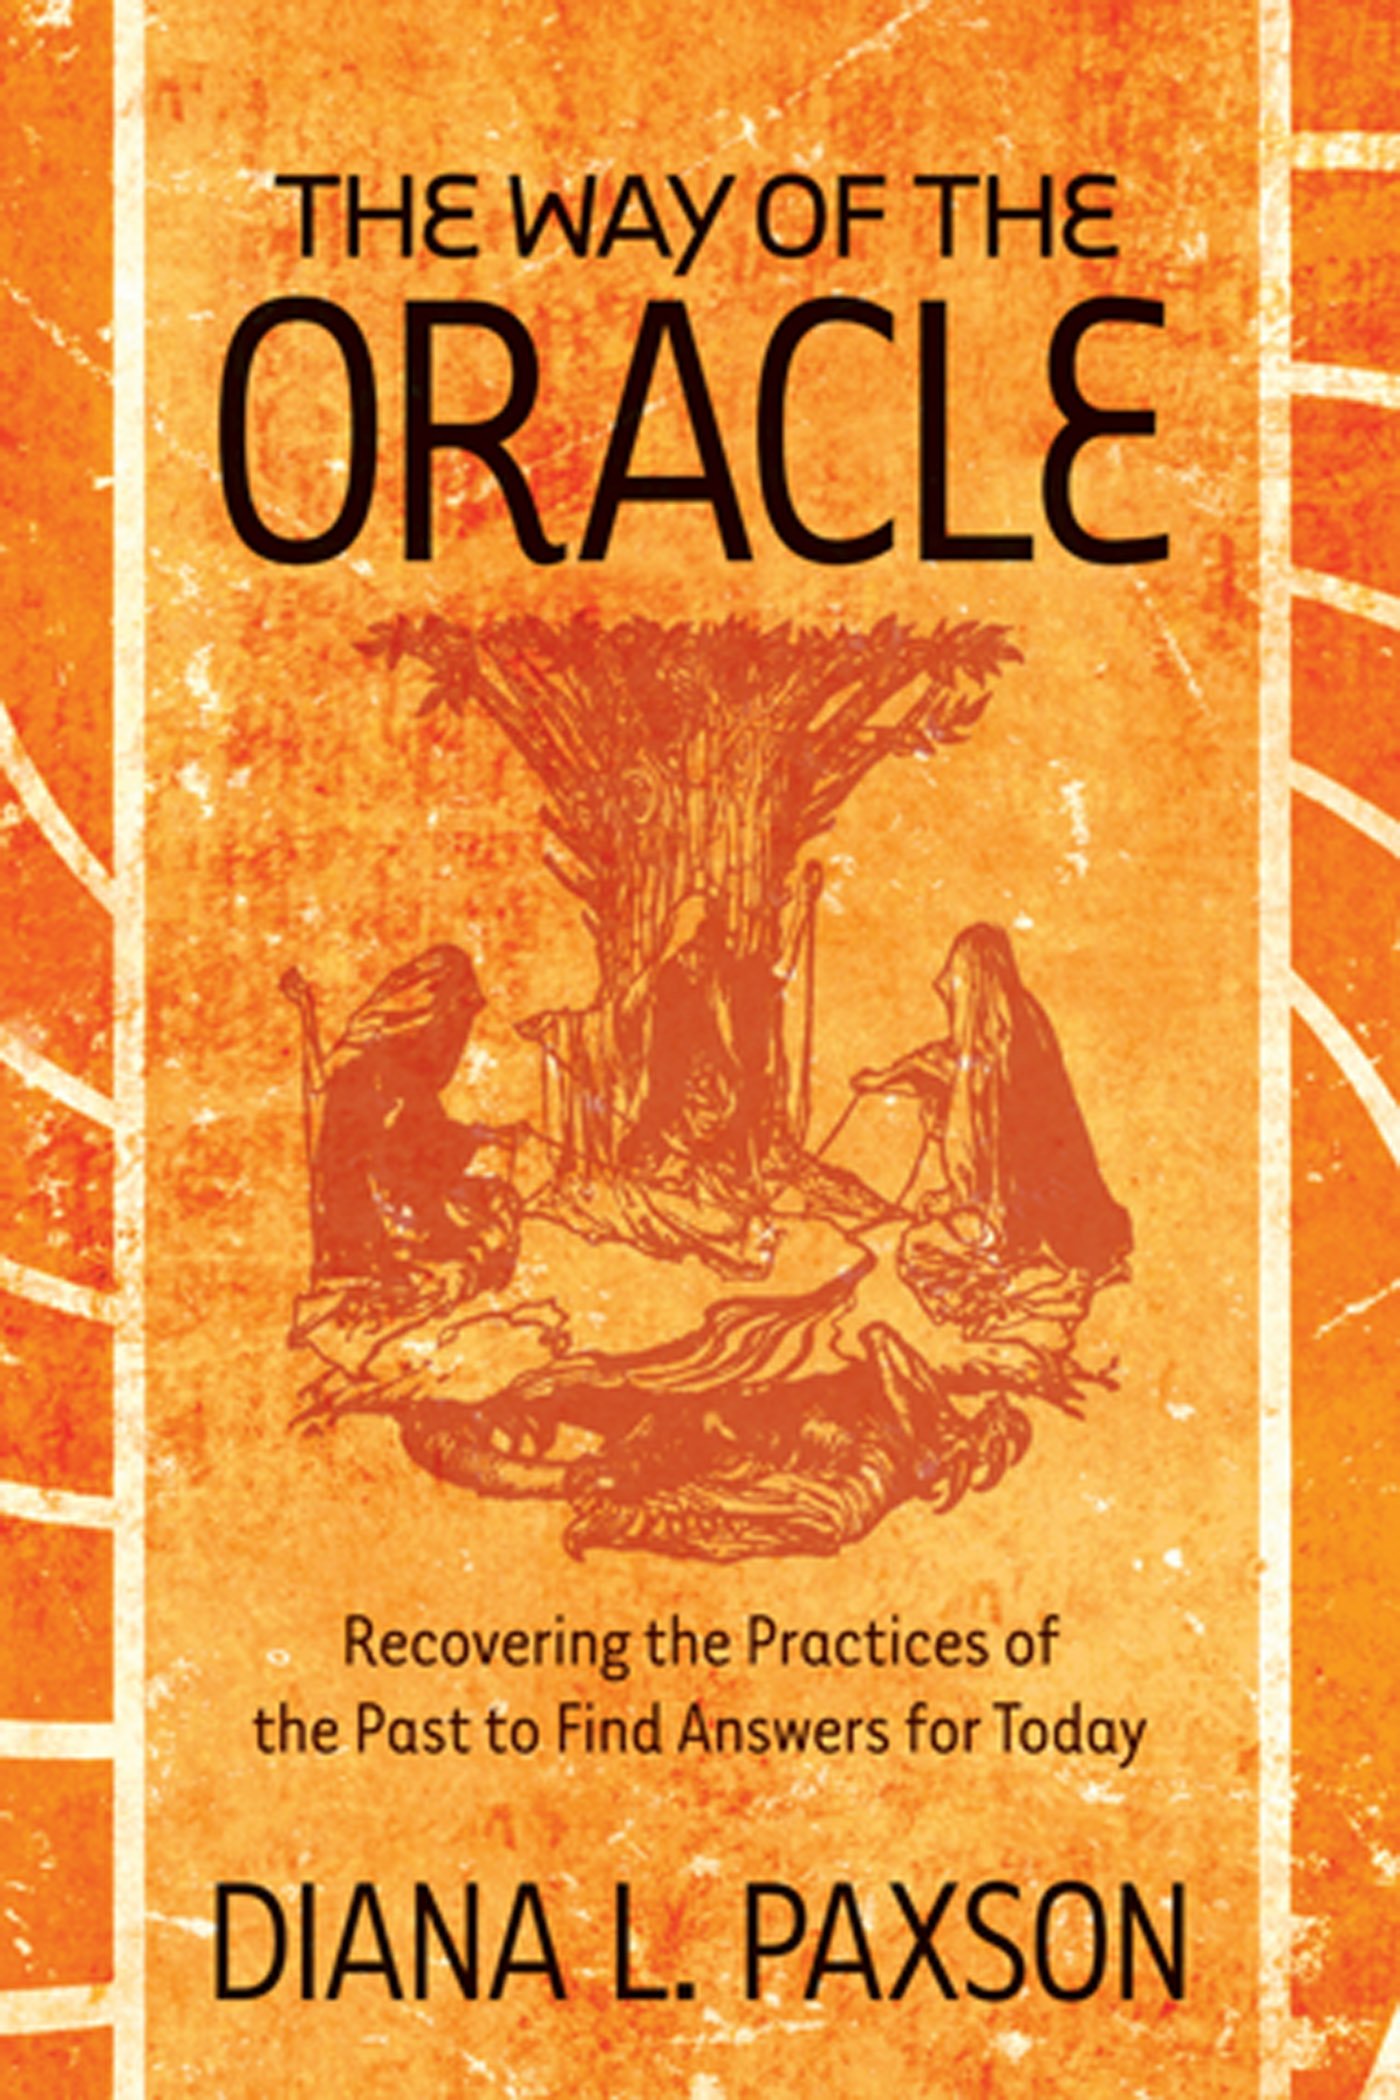 THE WAY OF THE
ORACLE
Recovering the Practices of
the Past to Find Answers for Today
DIANA L. PAXSON